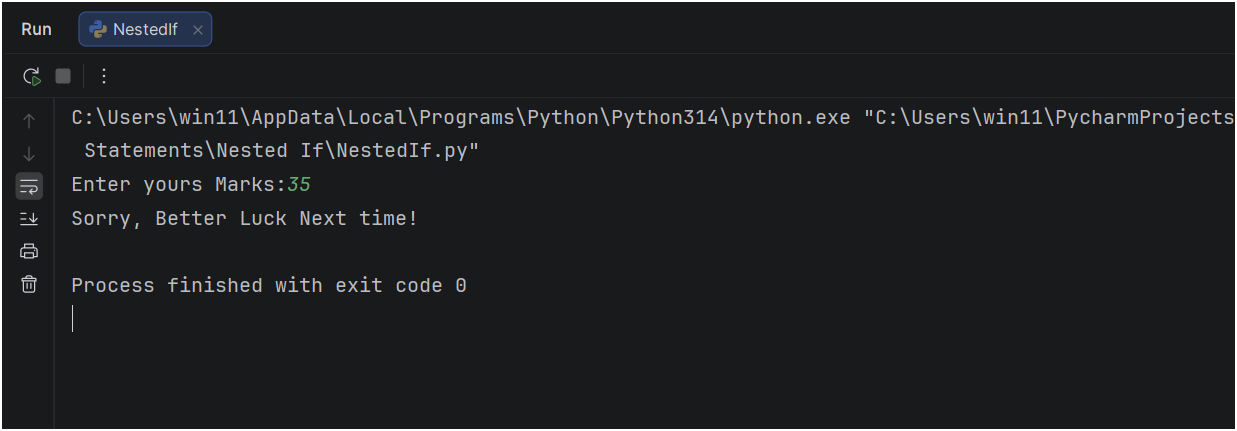 Run NestedIf
C:\Users\win11\AppData\Local\Programs\Python\Python314\python.exe "C:\Users\win11\PycharmProjects
Statements\Nested If\NestedIf.py"
Enter yours Marks:35
Sorry, Better Luck Next time!
Process finished with exit code 0